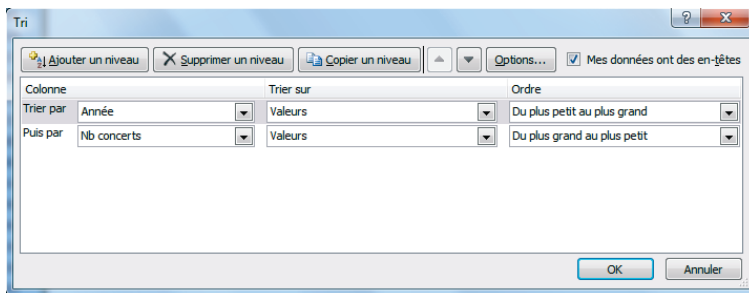 Tri
Ajouter un niveau Supprimer un niveau Copier un niveau Options... Mes données ont des en-têtes
Colonne Trier sur Ordre
Trier par Année Valeurs Du plus petit au plus grand
Puis par Nb concerts Valeurs Du plus grand au plus petit
OK Annuler